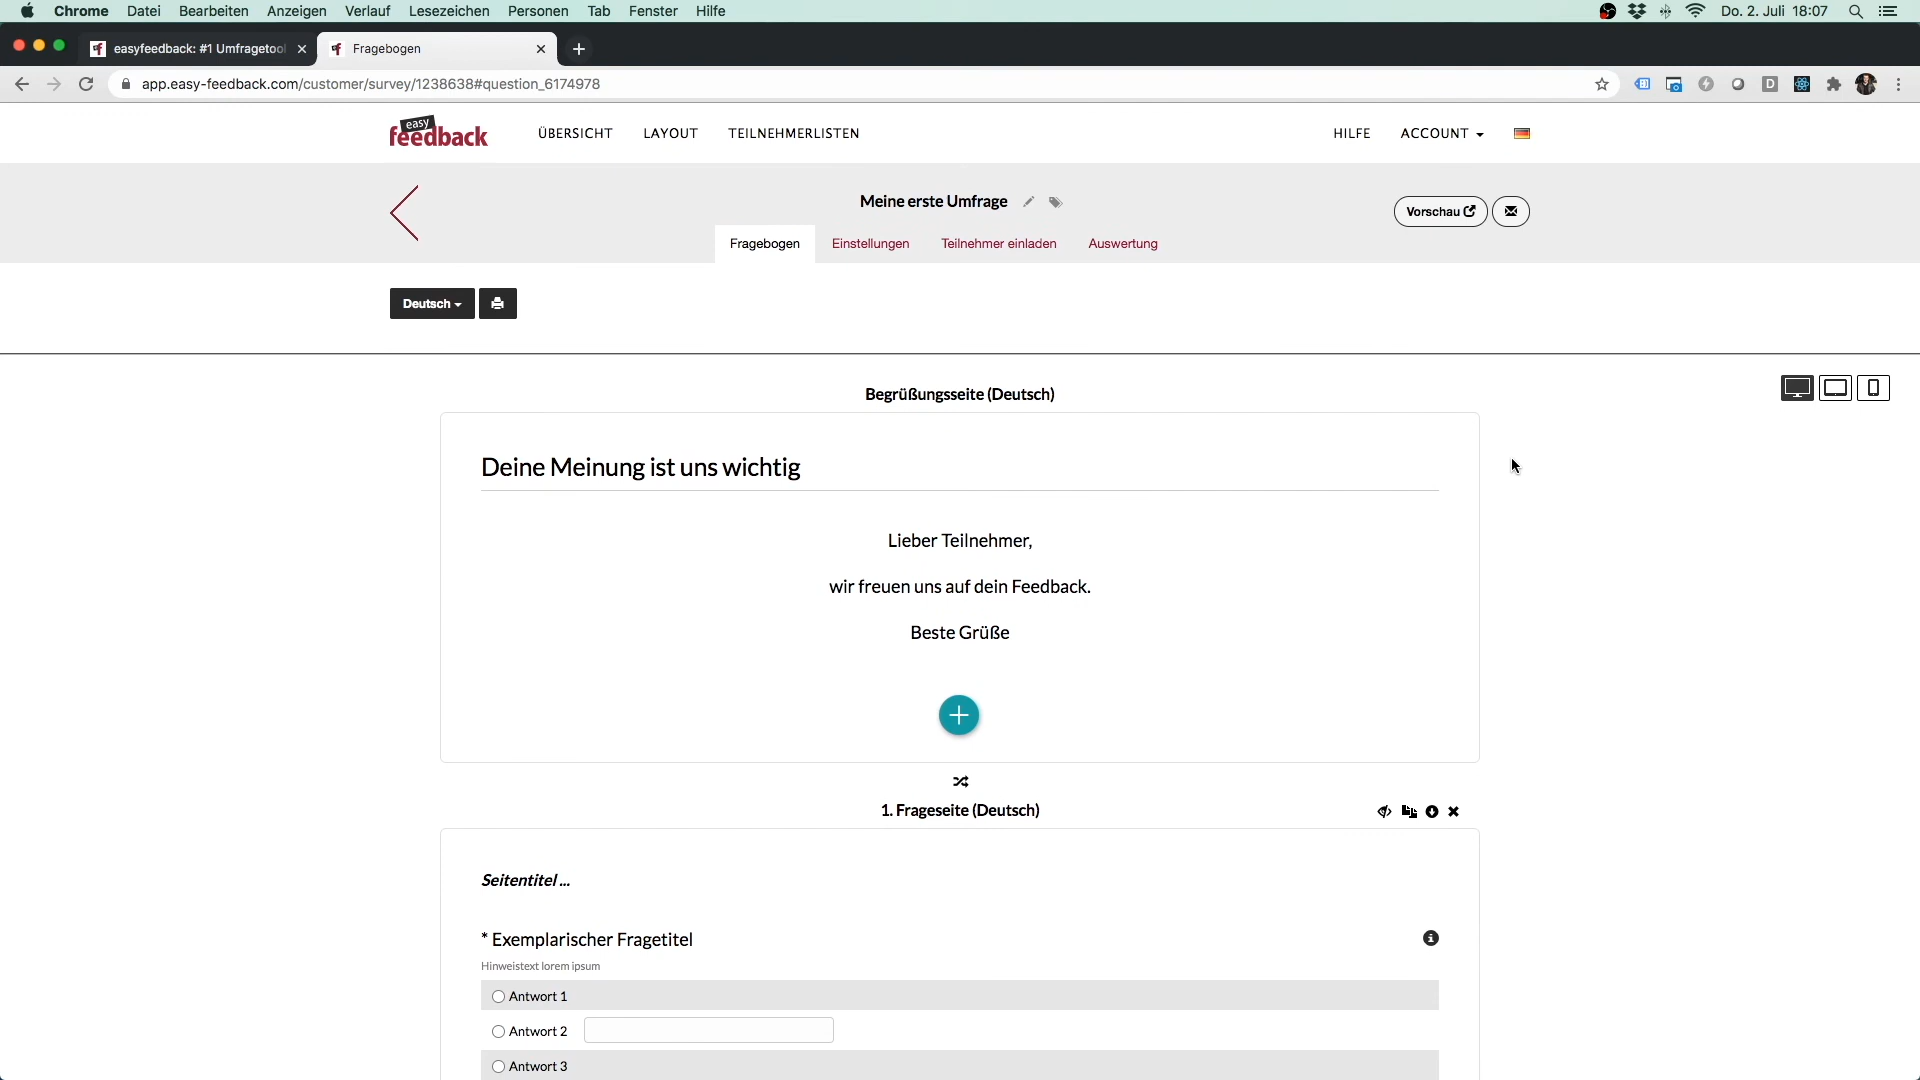 Chrome Datei Bearbeiten Anzeigen Verlauf Lesezeichen Personen Tab Fenster Hilfe Do. 2. Juli 18:07
easyfeedback: #1 Umfragetool Fragebogen
app.easy-feedback.com/customer/survey/1238638#question_6174978
easy
feedback
ÜBERSICHT LAYOUT TEILNEHMERLISTEN HILFE ACCOUNT
Meine erste Umfrage
Vorschau
Fragebogen Einstellungen Teilnehmer einladen Auswertung
Deutsch
Begrüßungsseite (Deutsch)
Deine Meinung ist uns wichtig
Lieber Teilnehmer,
wir freuen uns auf dein Feedback.
Beste Grüße
1. Frageseite (Deutsch)
Seitentitel ...
* Exemplarischer Fragetitel
Hinweistext lorem ipsum
Antwort 1
Antwort 2
Antwort 3